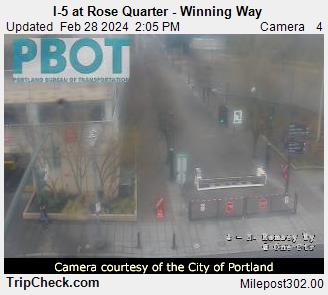 I-5 at Rose Quarter - Winning Way
Updated Feb 28 2024 2:05 PM Camera 4
PBOT
PORTLAND BUREAU OF TRANSPORTATION
Camera courtesy of the City of Portland
TripCheck.com Milepost302.00